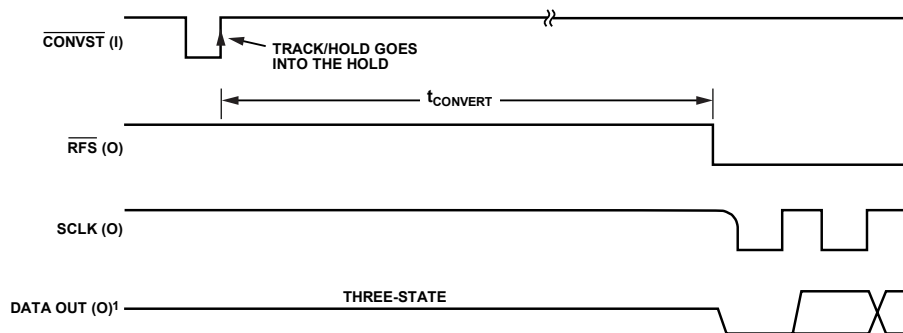 CONVST (I)
TRACK/HOLD GOES
INTO THE HOLD
tCONVERT
RFS (O)
SCLK (O)
THREE-STATE
DATA OUT (O)1